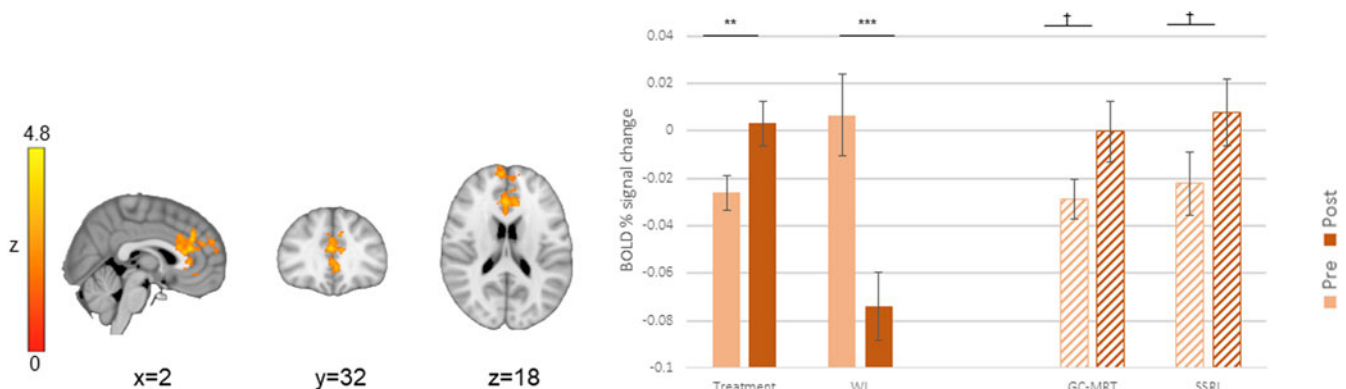 4.8
z
0
x=2
y=32
z=18
** *** † †
0.04
0.02
0
-0.02
-0.04
-0.06
-0.08
-0.1
BOLD % signal change
Treatment WL GC-MRT SSRI
Pre Post